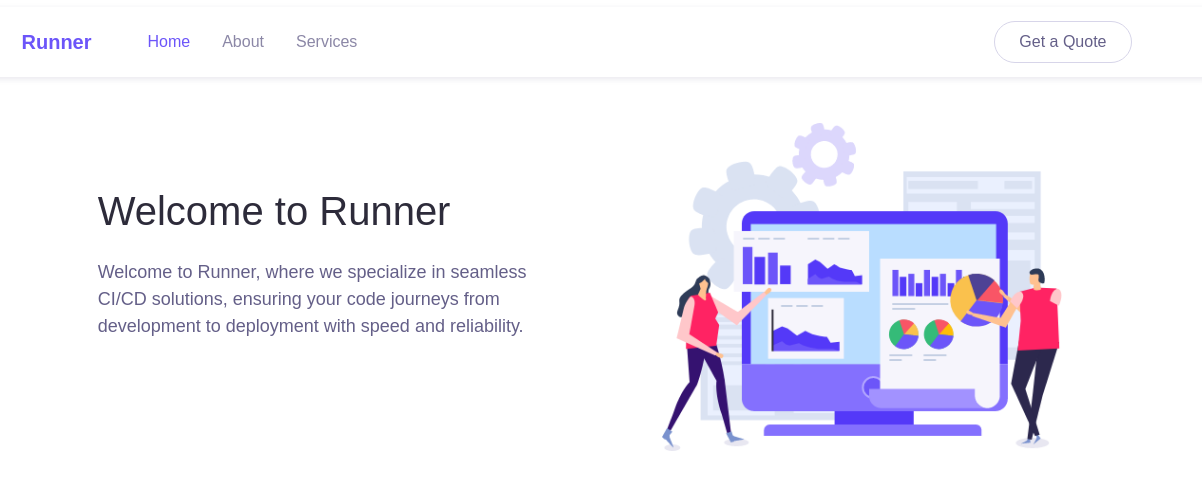 Runner Home About Services Get a Quote
Welcome to Runner
Welcome to Runner, where we specialize in seamless
CI/CD solutions, ensuring your code journeys from
development to deployment with speed and reliability.